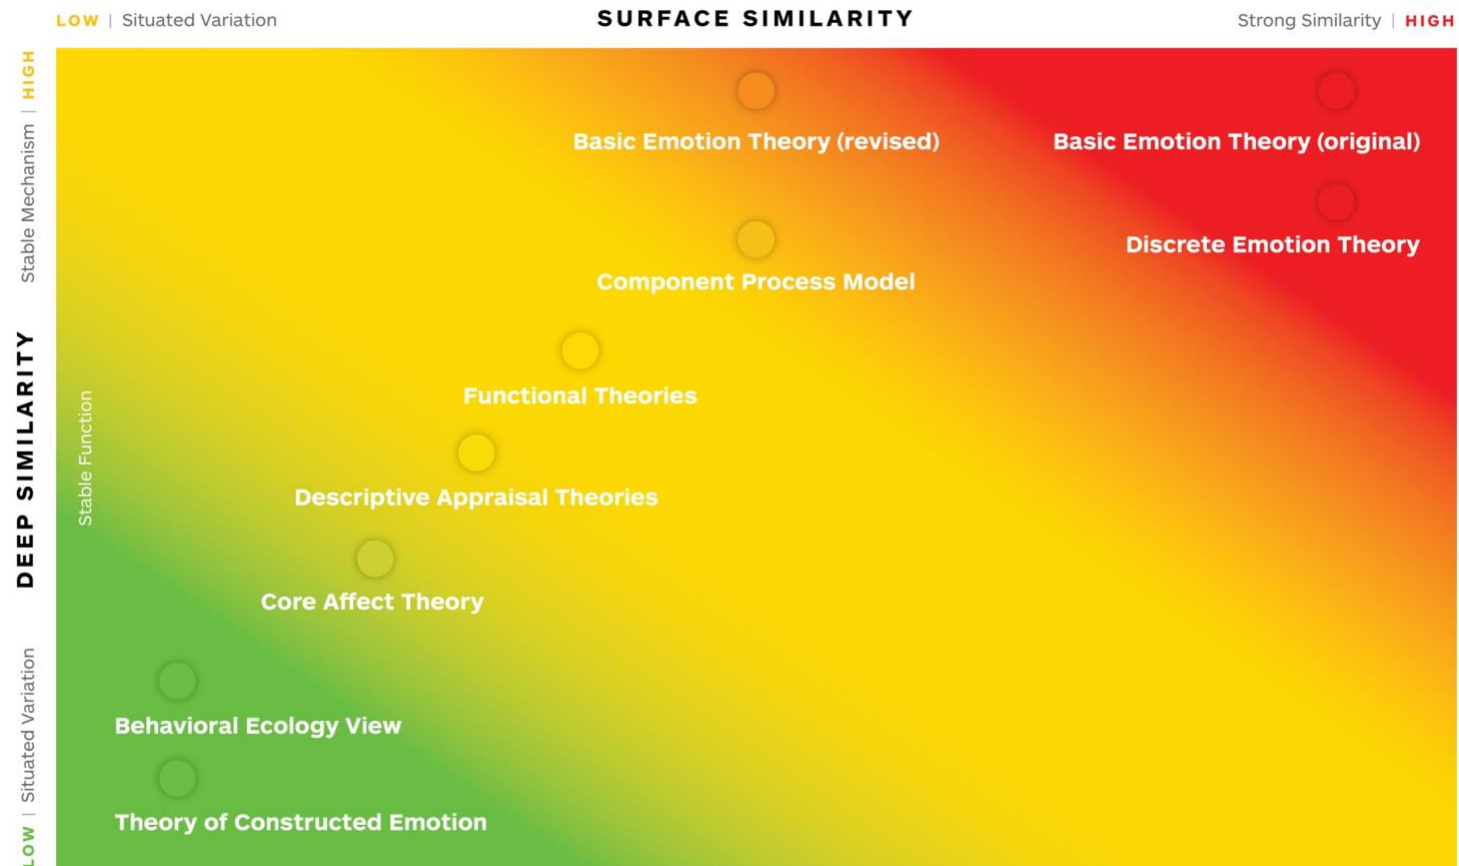 LOW | Situated Variation
SURFACE SIMILARITY
Strong Similarity | HIGH
DEEP SIMILARITY
Stable Mechanism | HIGH
Stable Function
LOW | Situated Variation
Basic Emotion Theory (revised)
Basic Emotion Theory (original)
Discrete Emotion Theory
Component Process Model
Functional Theories
Descriptive Appraisal Theories
Core Affect Theory
Behavioral Ecology View
Theory of Constructed Emotion